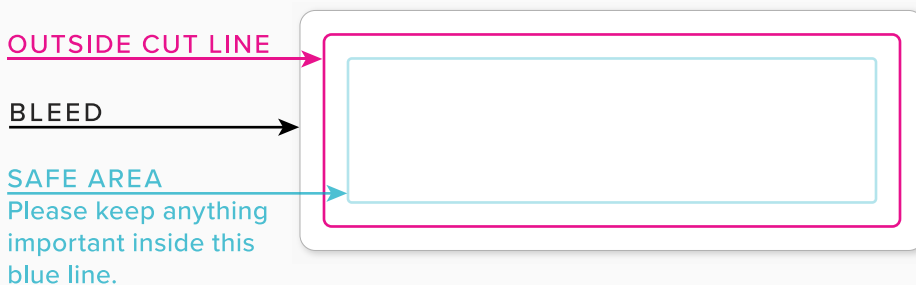 OUTSIDE CUT LINE
BLEED
SAFE AREA
Please keep anything
important inside this
blue line.